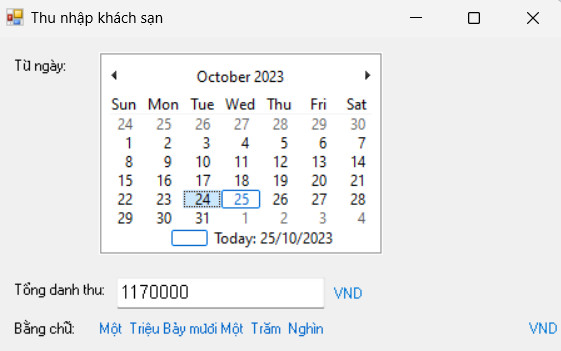 Thu nhập khách sạn
Từ ngày:
October 2023
Sun Mon Tue Wed Thu Fri Sat
24 25 26 27 28 29 30
1 2 3 4 5 6 7
8 9 10 11 12 13 14
15 16 17 18 19 20 21
22 23 24 25 26 27 28
29 30 31 1 2 3 4
Today: 25/10/2023
Tổng danh thu: 1170000 VND
Bằng chữ: Một Triệu Bảy mươi Một Trăm Nghìn VND